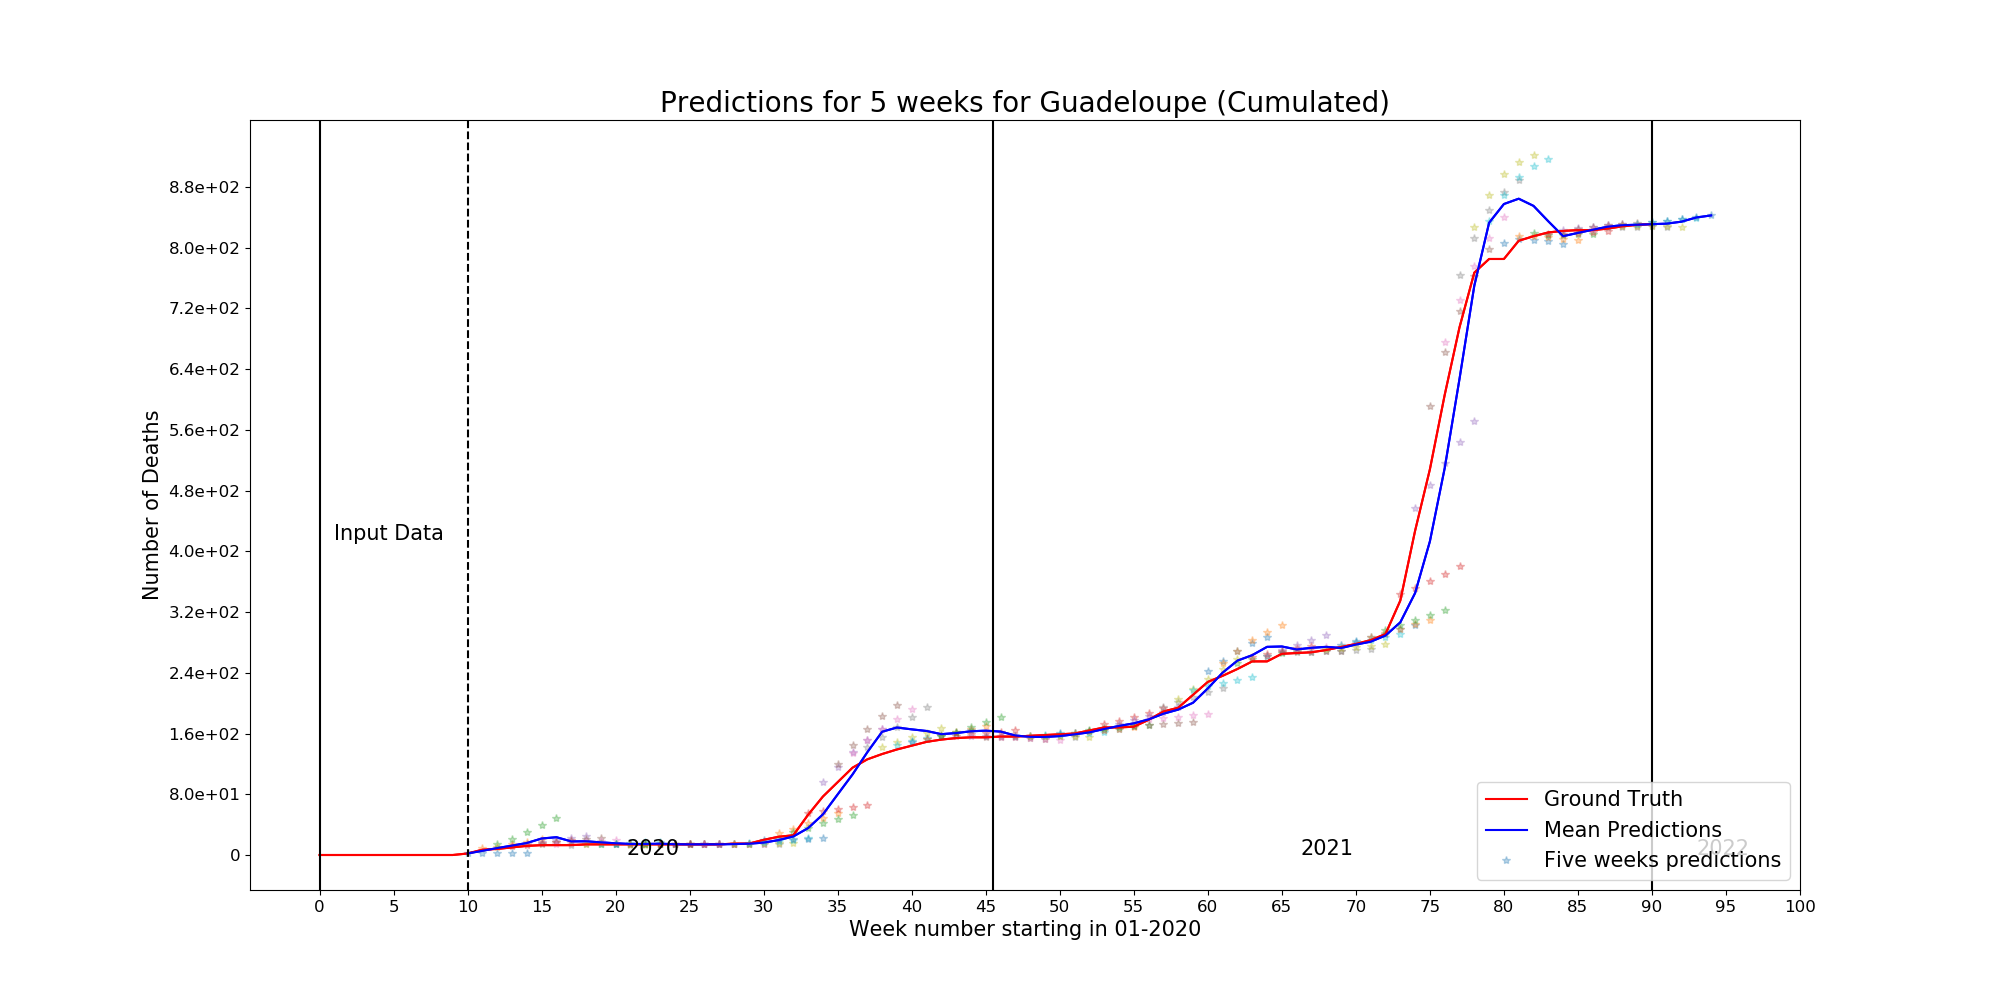 Predictions for 5 weeks for Guadeloupe (Cumulated)
8.8e+02
8.0e+02
7.2e+02
6.4e+02
5.6e+02
4.8e+02
4.0e+02
3.2e+02
2.4e+02
1.6e+02
8.0e+01
0
Number of Deaths
Input Data
2020
2021
2022
Ground Truth
Mean Predictions
Five weeks predictions
0 5 10 15 20 25 30 35 40 45 50 55 60 65 70 75 80 85 90 95 100
Week number starting in 01-2020